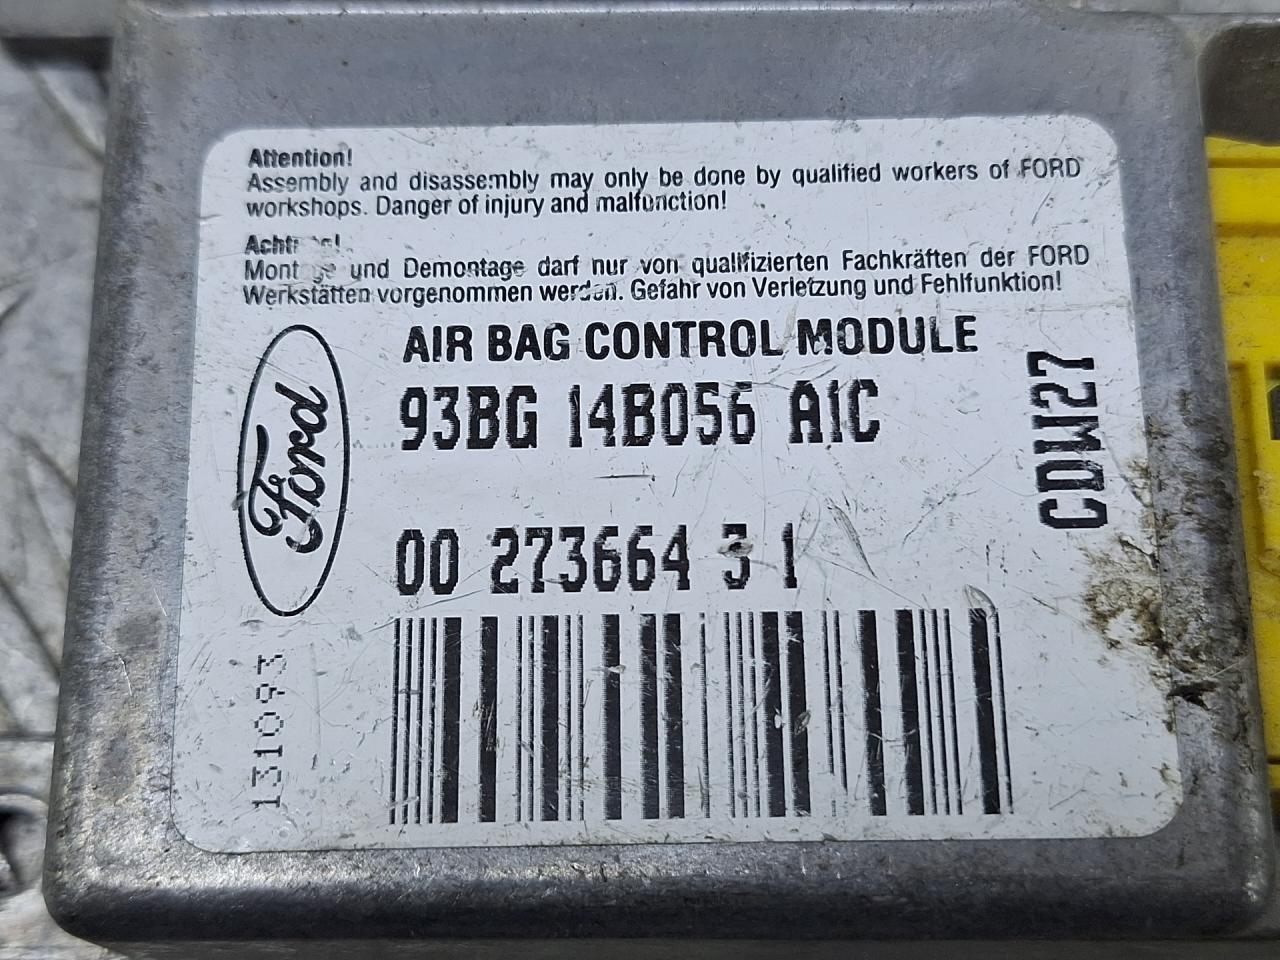 Attention!
Assembly and disassembly may only be done by qualified workers of FORD
workshops. Danger of injury and malfunction!
Achtung!
Montage und Demontage darf nur von qualifizierten Fachkräften der FORD
Werkstätten vorgenommen werden. Gefahr von Verletzung und Fehlfunktion!
AIR BAG CONTROL MODULE
93BG 14B056 A1C
CDW27
Ford
00 273664 3 1
131093